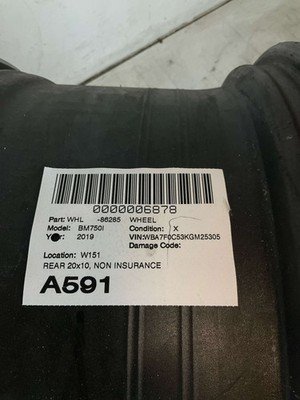 0000006878
Part: WHL -86285 WHEEL
Model: BM750I Condition: X
Year: 2019 VIN:WBA7F0C53KGM25305
Damage Code:
Location: W151
REAR 20x10, NON INSURANCE
A591